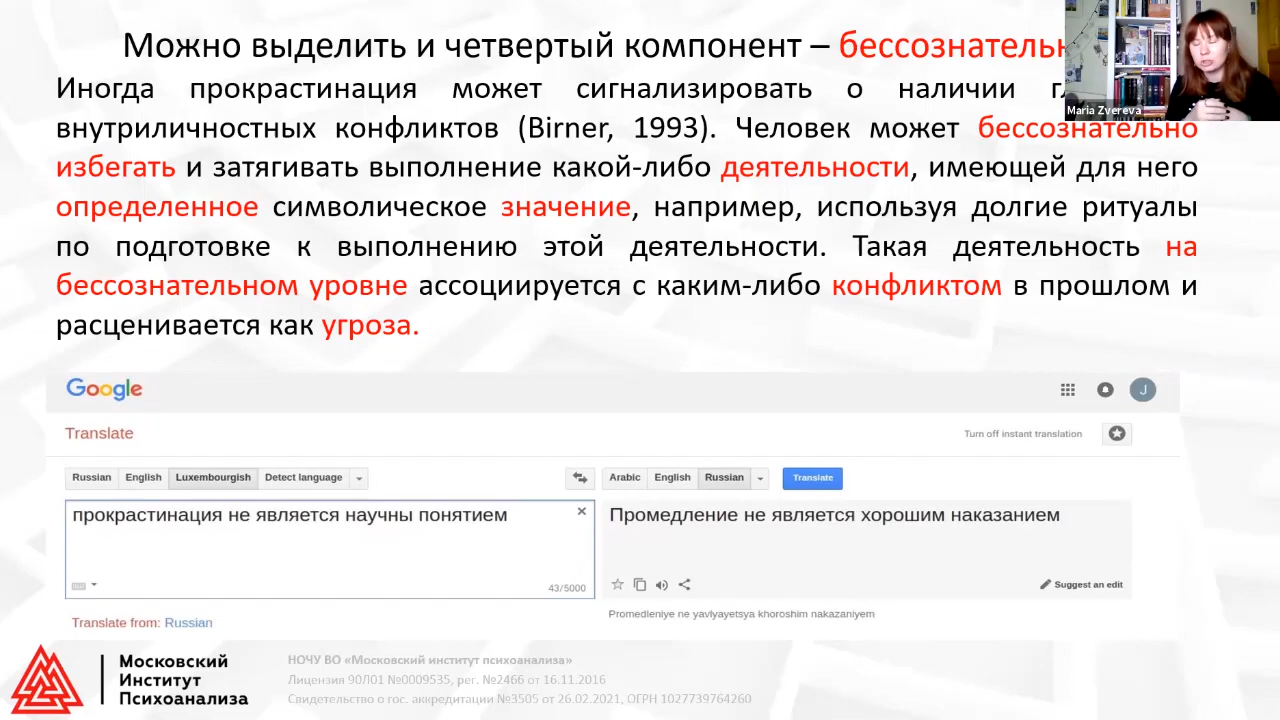 Можно выделить и четвертый компонент – бессознательн
Иногда прокрастинация может сигнализировать о наличии
Maria Zvereva
внутриличностных конфликтов (Birner, 1993). Человек может бессознательно
избегать и затягивать выполнение какой-либо деятельности, имеющей для него
определенное символическое значение, например, используя долгие ритуалы
по подготовке к выполнению этой деятельности. Такая деятельность на
бессознательном уровне ассоциируется с каким-либо конфликтом в прошлом и
расценивается как угроза.
Google
J
Translate
Turn off instant translation
Russian English Luxembourgish Detect language
Arabic English Russian Translate
прокрастинация не является научны понятием
Промедление не является хорошим наказанием
43/5000
Suggest an edit
Promedleniye ne yavlyayetsya khoroshim nakazaniyem
Translate from: Russian
Московский
Институт
Психоанализа
НОЧУ ВО «Московский институт психоанализа»
Лицензия 90Л01 №0009535, рег. №2466 от 16.11.2016
Свидетельство о гос. аккредитации №3505 от 26.02.2021, ОГРН 1027739764260